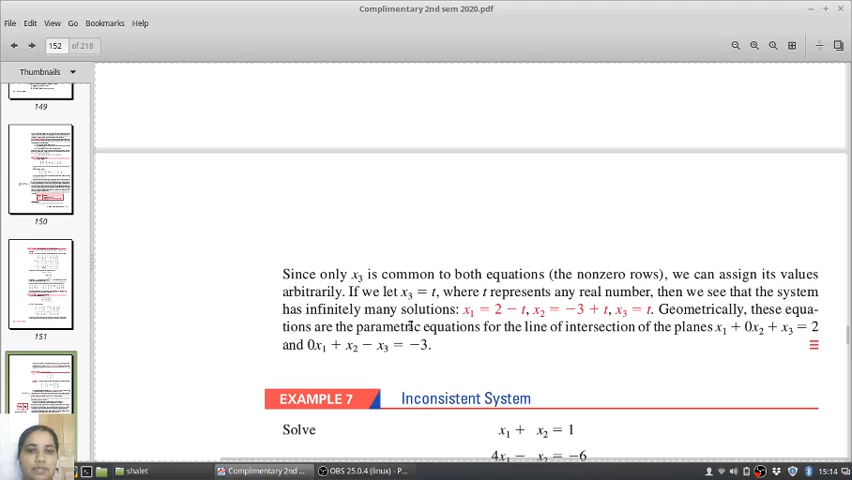 Complimentary 2nd sem 2020.pdf
File Edit View Go Bookmarks Help
152 of 218
Thumbnails
149
150
151
Since only x₃ is common to both equations (the nonzero rows), we can assign its values
arbitrarily. If we let x₃ = t, where t represents any real number, then we see that the system
has infinitely many solutions: x₁ = 2 − t, x₂ = −3 + t, x₃ = t. Geometrically, these equa-
tions are the parametric equations for the line of intersection of the planes x₁ + 0x₂ + x₃ = 2
and 0x₁ + x₂ − x₃ = −3.
EXAMPLE 7 Inconsistent System
Solve x₁ + x₂ = 1
4x₁ − x₂ = −6
shalet
Complimentary 2nd ...
OBS 25.0.4 (linux) - P...
15:14